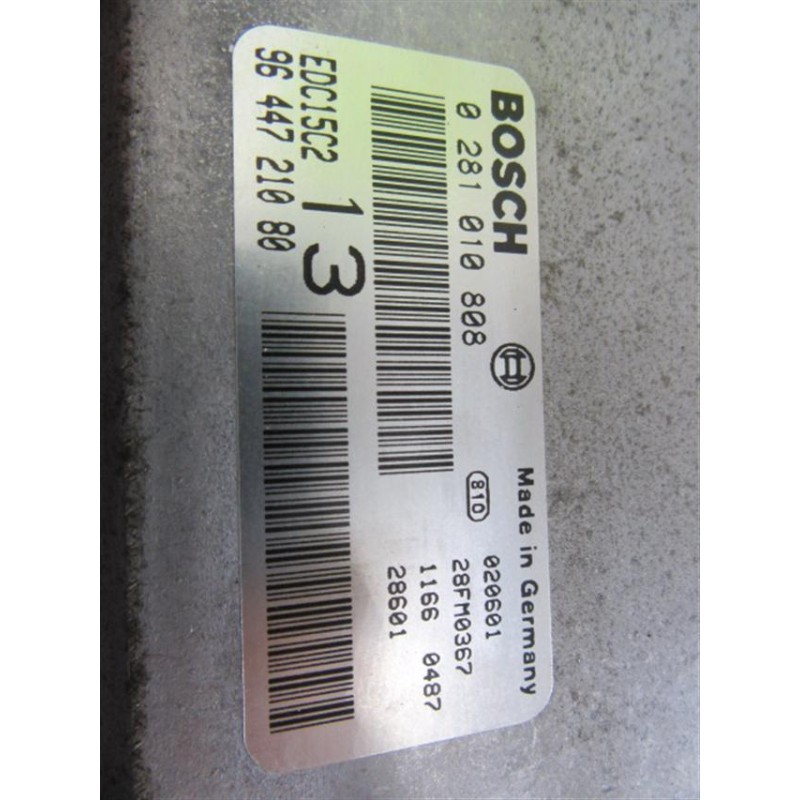 BOSCH
Made in Germany
0 281 010 808
810
020601
28FM0367
1166 0487
28601
EDC15C2 13
96 447 210 80